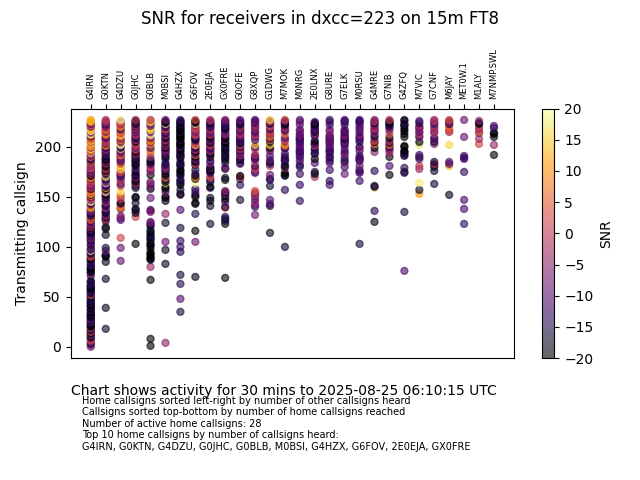 SNR for receivers in dxcc=223 on 15m FT8
G4IRN G0KTN G4DZU G0JHC G0BLB M0BSI G4HZX G6FOV 2E0EJA GX0FRE G0OFE G8XQP G1DWG M7MOK M0NRG 2E0LNX G8URE G7ELK M0RSU G4MRE G7NIB G4ZFQ M7VIC G7CNF M6JAY ME7OW.1 M1ALY M7NMP.SWL
Transmitting callsign
200
150
100
50
0
20
15
10
5
0
−5
−10
−15
−20
SNR
Chart shows activity for 30 mins to 2025-08-25 06:10:15 UTC
Home callsigns sorted left-right by number of other callsigns heard
Callsigns sorted top-bottom by number of home callsigns reached
Number of active home callsigns: 28
Top 10 home callsigns by number of callsigns heard:
G4IRN, G0KTN, G4DZU, G0JHC, G0BLB, M0BSI, G4HZX, G6FOV, 2E0EJA, GX0FRE